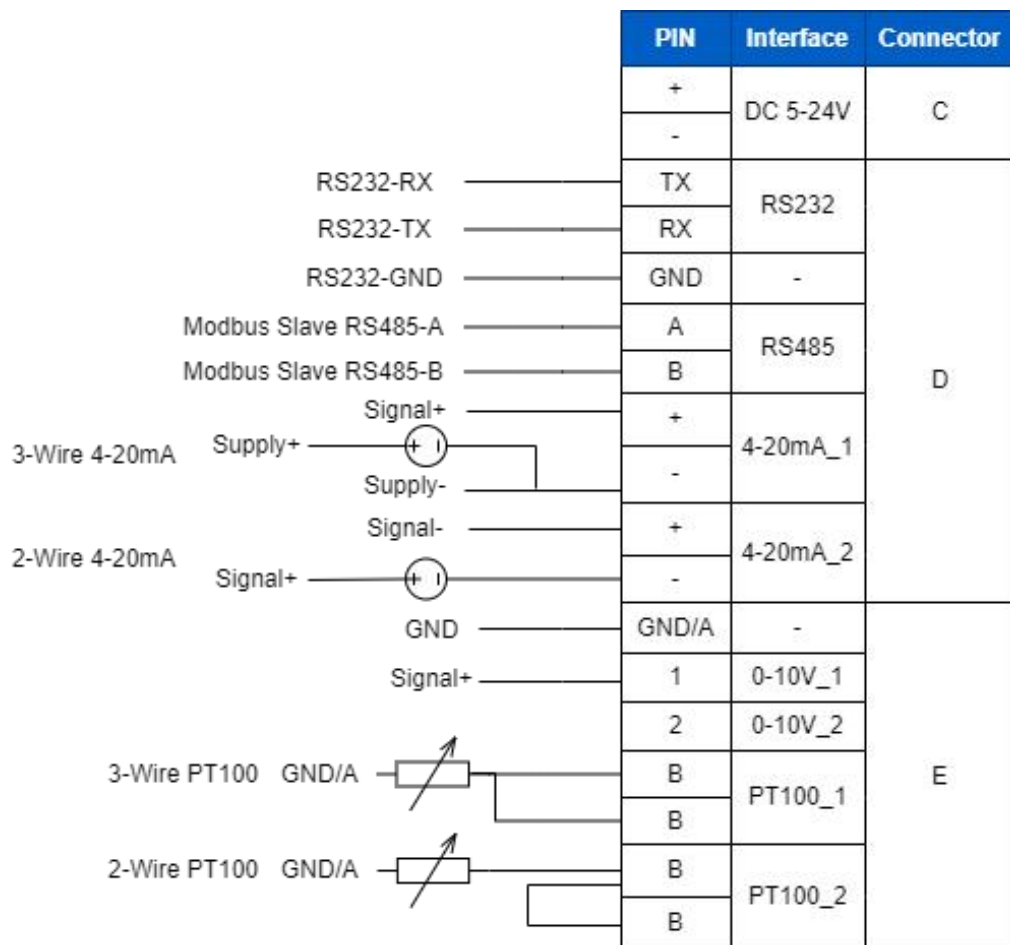 PIN Interface Connector
+
DC 5-24V C
-
RS232-RX TX
RS232
RS232-TX RX
RS232-GND GND -
Modbus Slave RS485-A A
RS485
Modbus Slave RS485-B B
D
Signal+ +
3-Wire 4-20mA Supply+ + - 4-20mA_1
Supply- -
Signal- +
2-Wire 4-20mA 4-20mA_2
Signal+ + - -
GND GND/A -
Signal+ 1 0-10V_1
2 0-10V_2
3-Wire PT100 GND/A B
PT100_1 E
B
2-Wire PT100 GND/A B
PT100_2
B